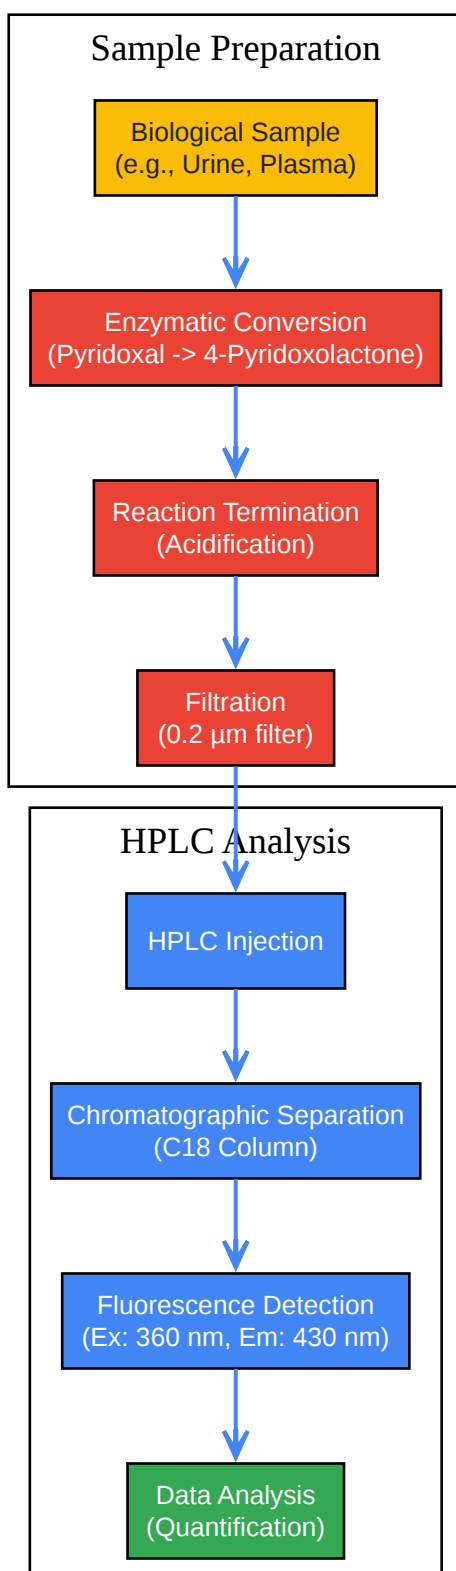 Sample Preparation
Biological Sample
(e.g., Urine, Plasma)
Enzymatic Conversion
(Pyridoxal -> 4-Pyridoxolactone)
Reaction Termination
(Acidification)
Filtration
(0.2 µm filter)
HPLC Analysis
HPLC Injection
Chromatographic Separation
(C18 Column)
Fluorescence Detection
(Ex: 360 nm, Em: 430 nm)
Data Analysis
(Quantification)